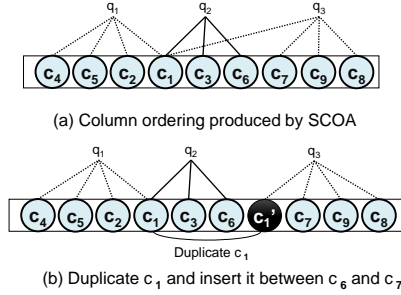 q1 q2 q3
c4 c5 c2 c1 c3 c6 c7 c9 c8
(a) Column ordering produced by SCOA
q1 q2 q3
c4 c5 c2 c1 c3 c6 c1' c7 c9 c8
Duplicate c1
(b) Duplicate c1 and insert it between c6 and c7